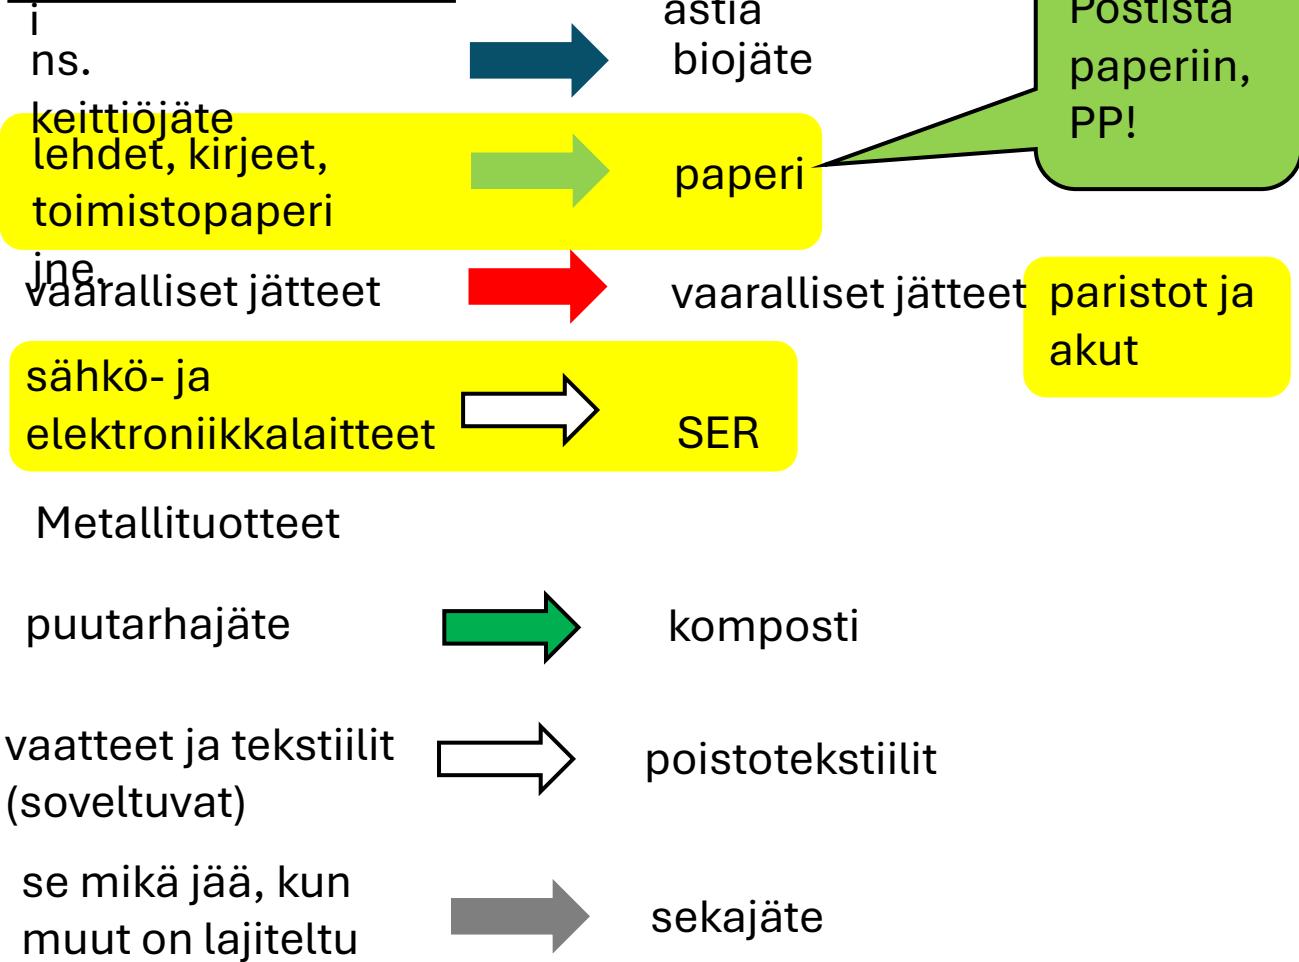 i
astia
ns.
biojäte
keittiöjäte
lehdet, kirjeet,
toimistopaperi
jne.
paperi
Postista
paperiin,
PP!
vaaralliset jätteet
vaaralliset jätteet
paristot ja
akut
sähkö- ja
elektroniikkalaitteet
SER
Metallituotteet
puutarhajäte
komposti
vaatteet ja tekstiilit
(soveltuvat)
poistotekstiilit
se mikä jää, kun
muut on lajiteltu
sekajäte